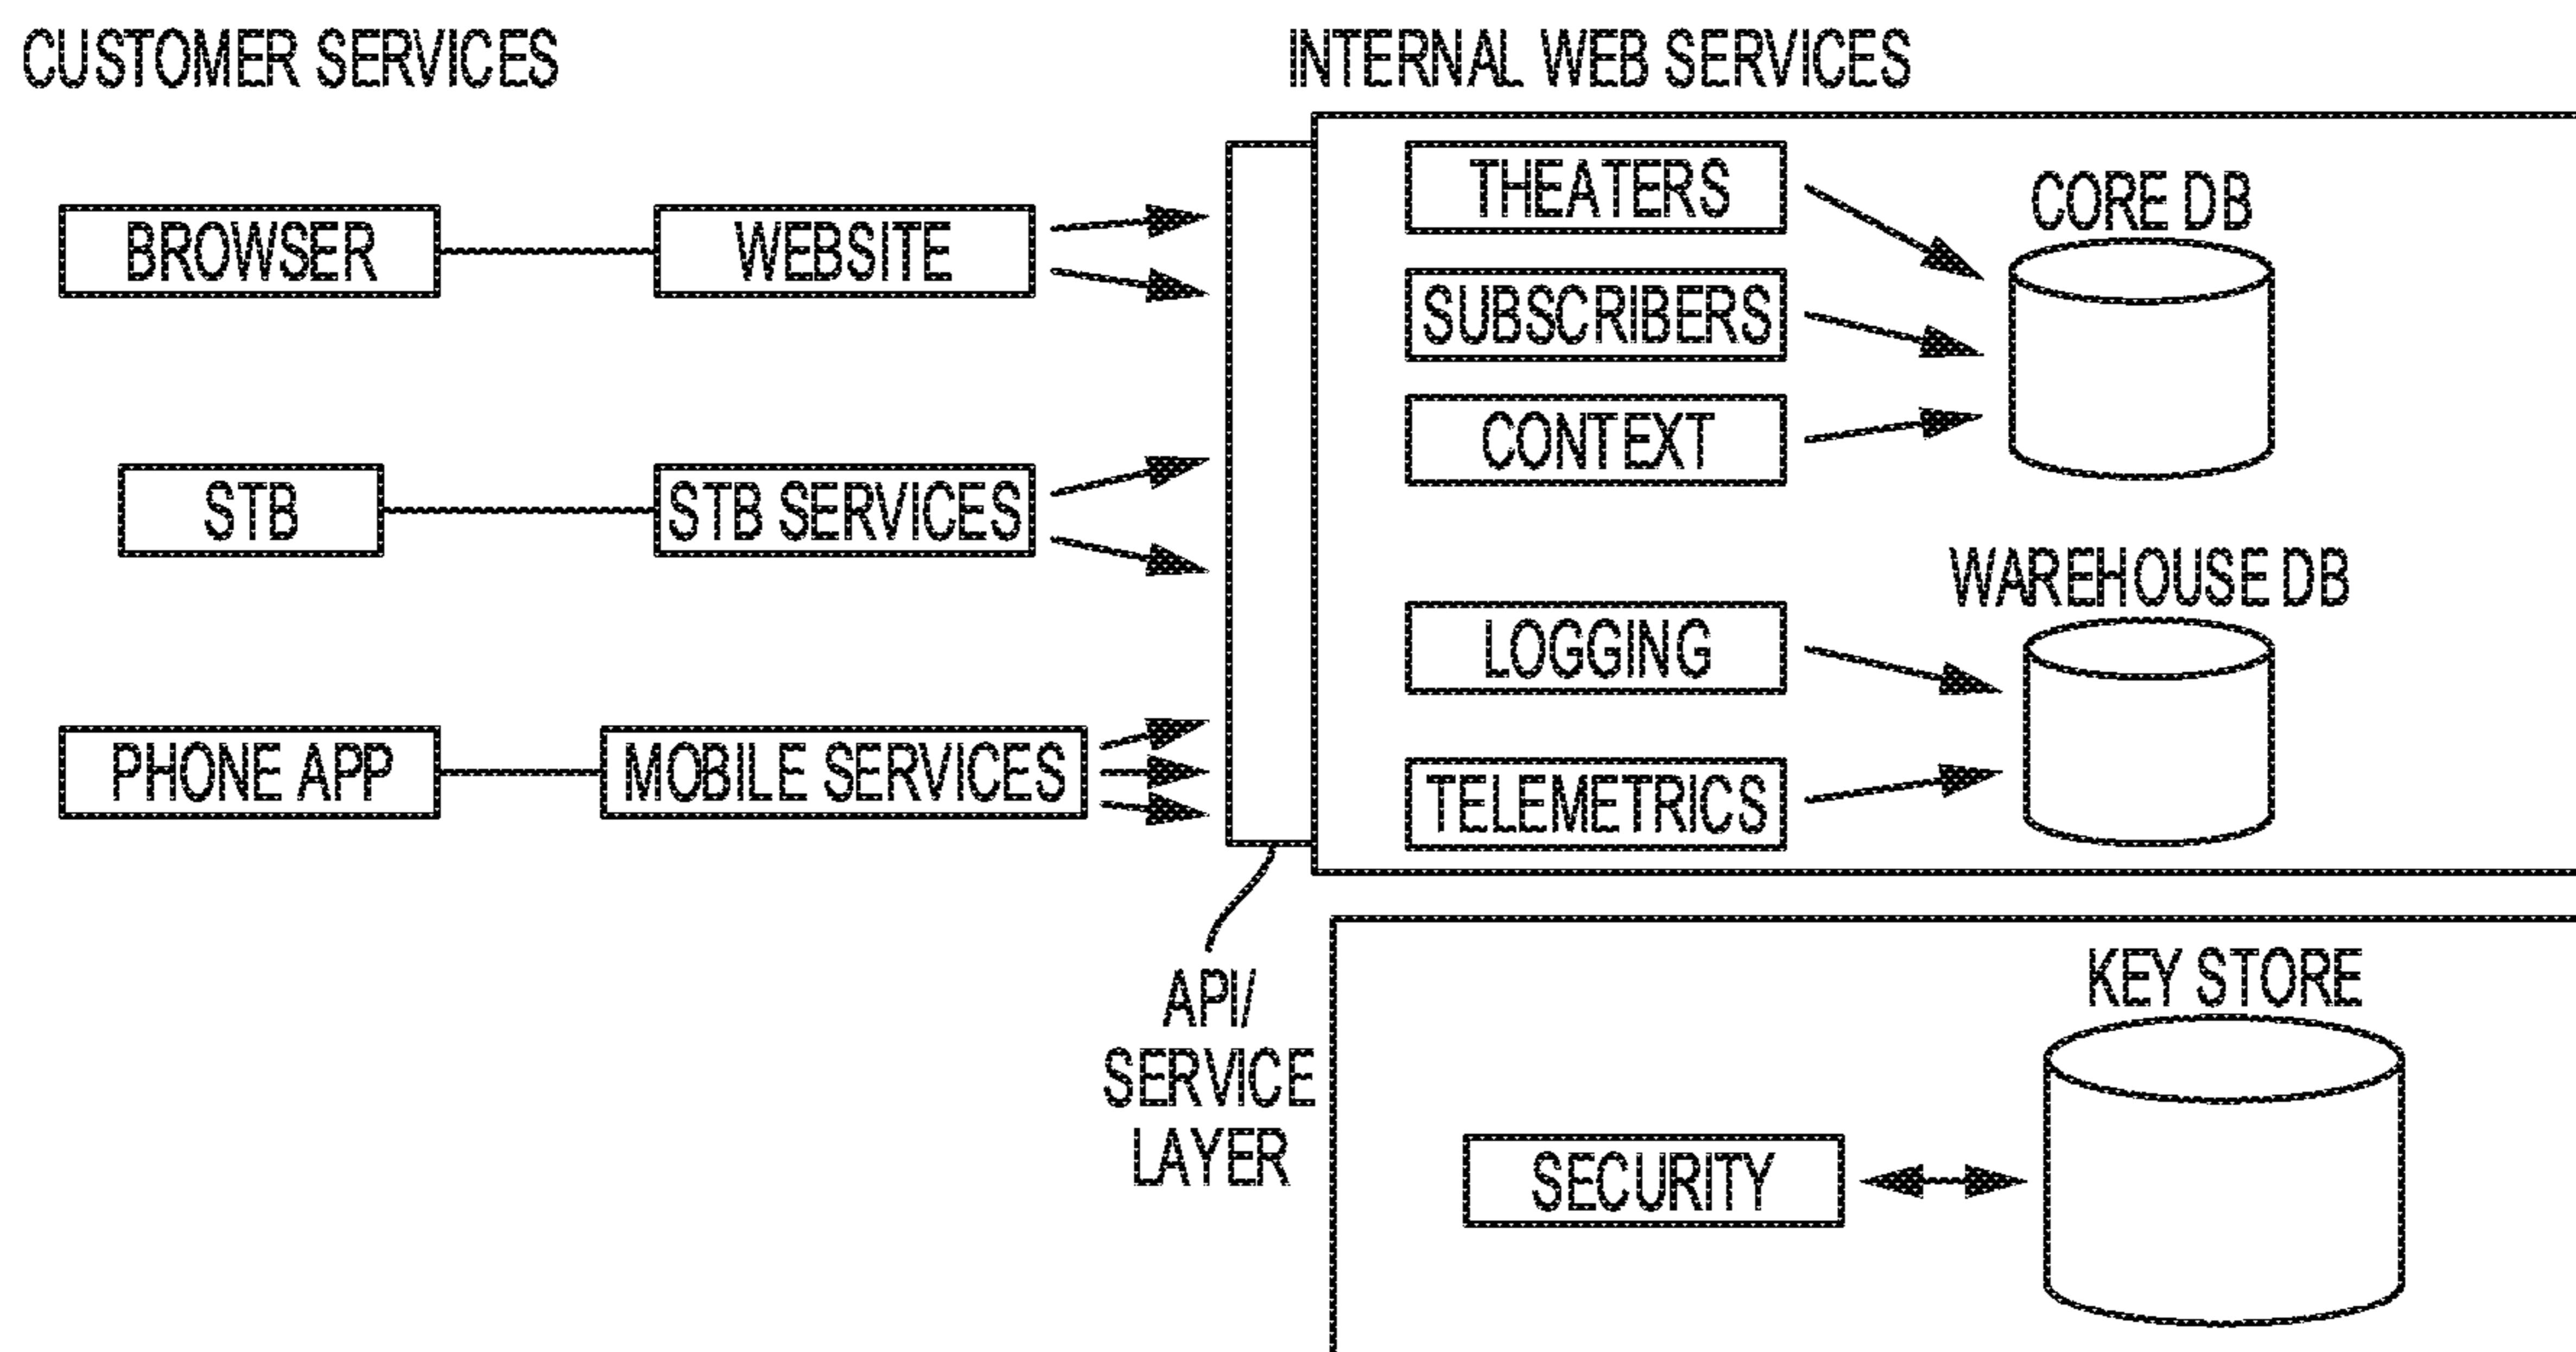 CUSTOMER SERVICES
INTERNAL WEB SERVICES
BROWSER
WEBSITE
STB
STB SERVICES
PHONE APP
MOBILE SERVICES
API/
SERVICE
LAYER
THEATERS
SUBSCRIBERS
CONTEXT
CORE DB
LOGGING
TELEMETRICS
WAREHOUSE DB
SECURITY
KEY STORE